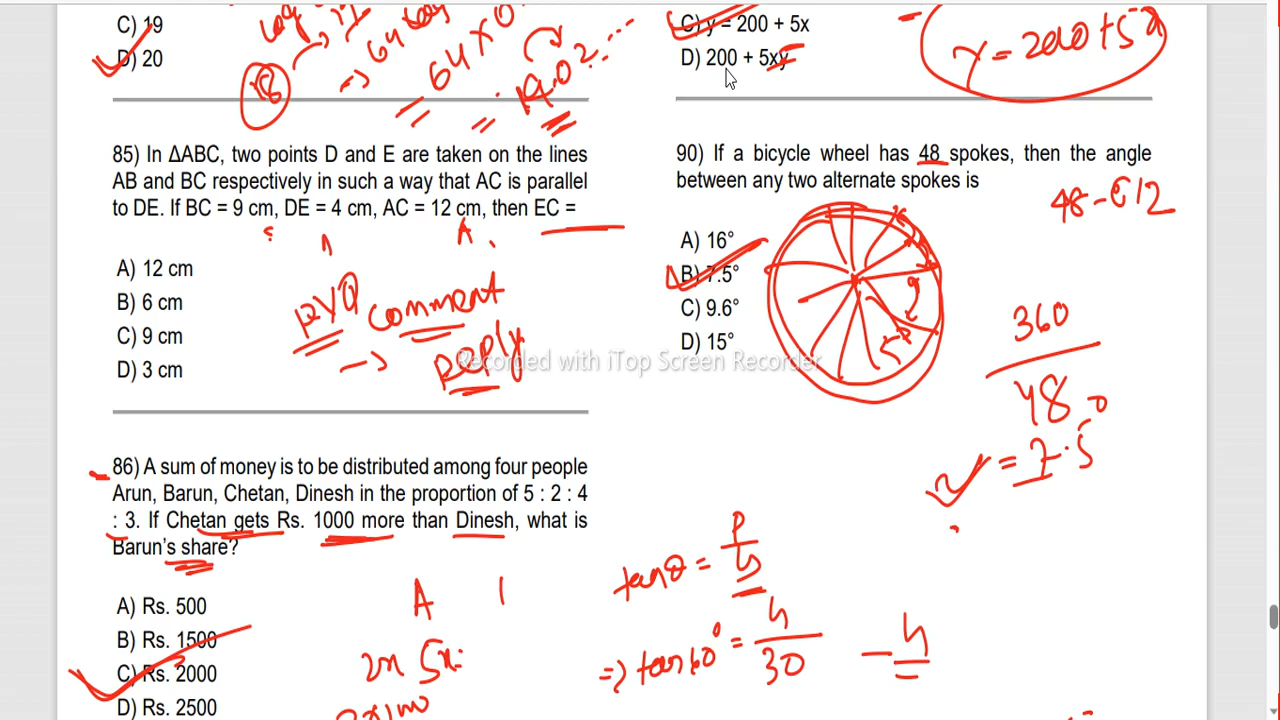 C) 19
D) 20
64 log
64 x 0
C) y = 200 + 5x
D) 200 + 5xy
y = 200 + 5x
85) In ΔABC, two points D and E are taken on the lines
AB and BC respectively in such a way that AC is parallel
to DE. If BC = 9 cm, DE = 4 cm, AC = 12 cm, then EC =
A) 12 cm
B) 6 cm
C) 9 cm
D) 3 cm
PYQ comment
→ reply
86) A sum of money is to be distributed among four people
Arun, Barun, Chetan, Dinesh in the proportion of 5 : 2 : 4
: 3. If Chetan gets Rs. 1000 more than Dinesh, what is
Barun's share?
A) Rs. 500
B) Rs. 1500
C) Rs. 2000
D) Rs. 2500
A
2x 5x
90) If a bicycle wheel has 48 spokes, then the angle
between any two alternate spokes is
A) 16°
B) 7.5°
C) 9.6°
D) 15°
360
48
= 7.5°
tanθ = p/b
⇒ tan60° = h/30
h
Recorded with iTop Screen Recorder